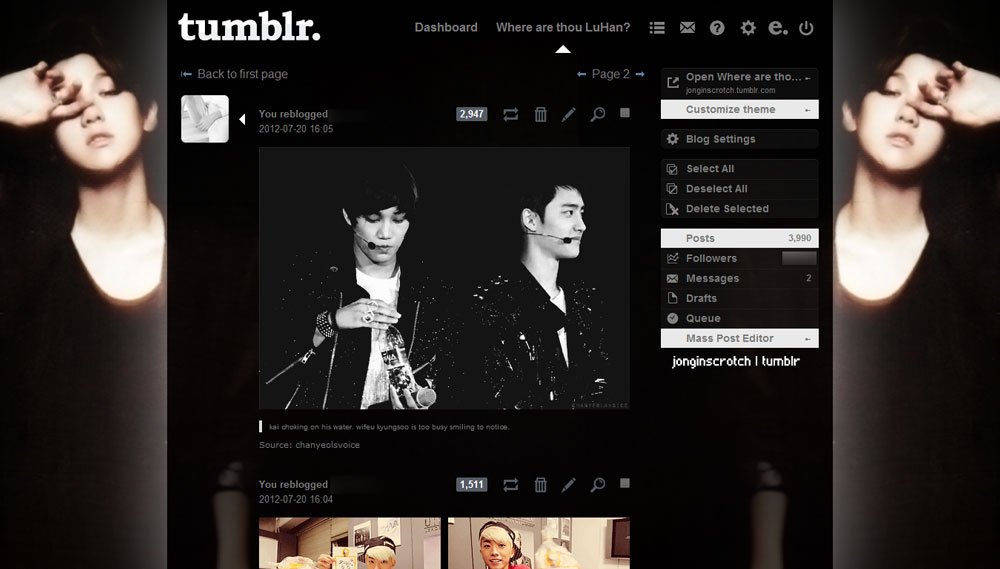 tumblr.
Dashboard
Where are thou LuHan?
Back to first page
Page 2
You reblogged
2,947
2012-07-20 16:05
kai choking on his water. wifeu kyungsoo is too busy smiling to notice.
Source: chanyeolsvoice
You reblogged
1,511
2012-07-20 16:04
Open Where are tho...
jonginscrotch.tumblr.com
Customize theme
Blog Settings
Select All
Deselect All
Delete Selected
Posts 3,990
Followers
Messages 2
Drafts
Queue
Mass Post Editor
jonginscrotch | tumblr